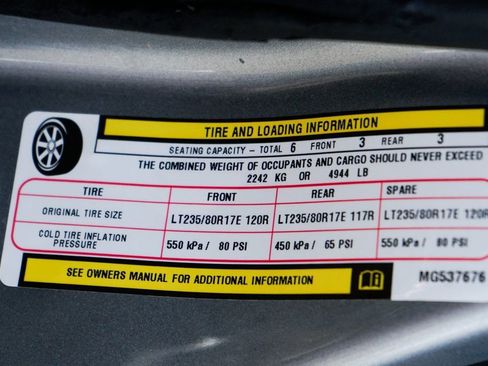 TIRE AND LOADING INFORMATION
SEATING CAPACITY - TOTAL 6 FRONT 3 REAR 3
THE COMBINED WEIGHT OF OCCUPANTS AND CARGO SHOULD NEVER EXCEED
2242 KG OR 4944 LB
TIRE FRONT REAR SPARE
ORIGINAL TIRE SIZE LT235/80R17E 120R LT235/80R17E 117R LT235/80R17E 120R
COLD TIRE INFLATION PRESSURE 550 kPa / 80 PSI 450 kPa / 65 PSI 550 kPa / 80 PSI
SEE OWNERS MANUAL FOR ADDITIONAL INFORMATION
MG537676